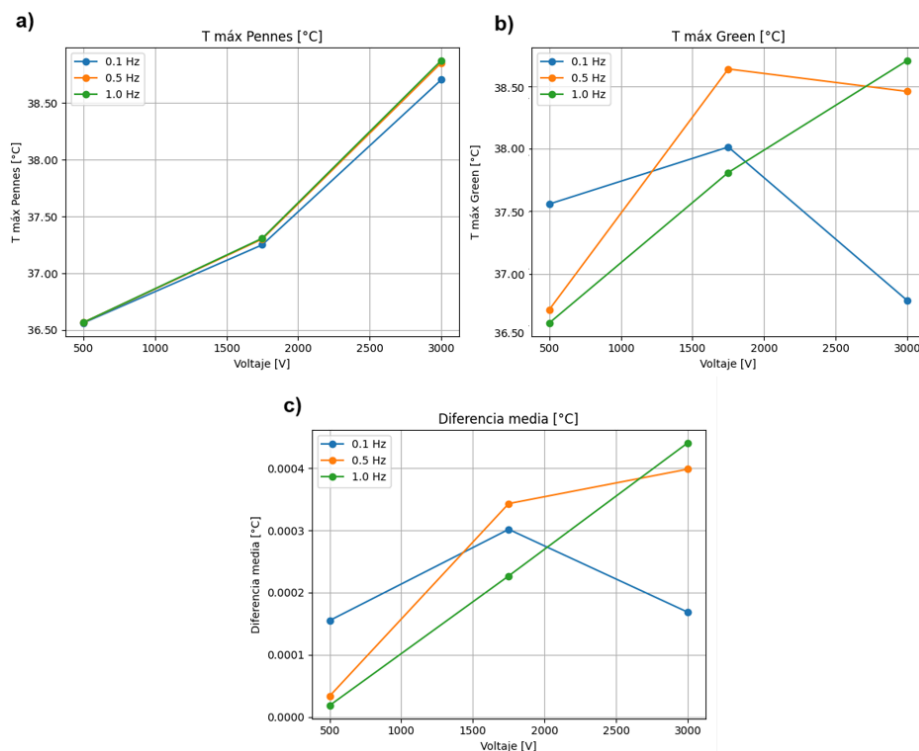 a)
T máx Pennes [°C]
0.1 Hz
0.5 Hz
1.0 Hz
T máx Pennes [°C]
38.50
38.00
37.50
37.00
36.50
500 1000 1500 2000 2500 3000
Voltaje [V]
b)
T máx Green [°C]
0.1 Hz
0.5 Hz
1.0 Hz
T máx Green [°C]
38.50
38.00
37.50
37.00
36.50
500 1000 1500 2000 2500 3000
Voltaje [V]
c)
Diferencia media [°C]
0.1 Hz
0.5 Hz
1.0 Hz
Diferencia media [°C]
0.0004
0.0003
0.0002
0.0001
0.0000
500 1000 1500 2000 2500 3000
Voltaje [V]